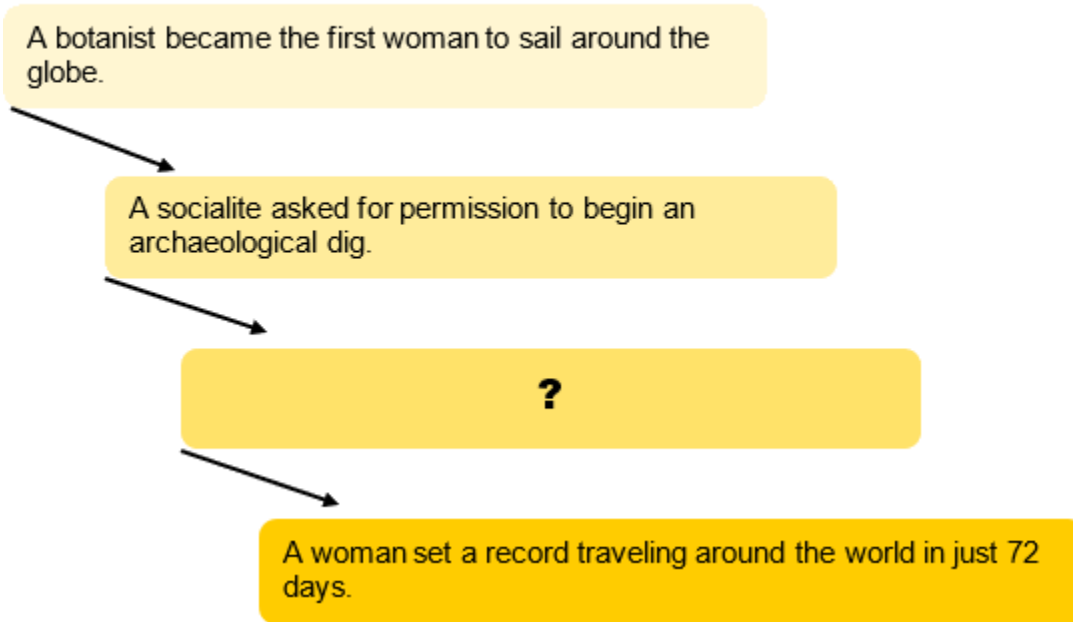 A botanist became the first woman to sail around the
globe.
A socialite asked for permission to begin an
archaeological dig.
?
A woman set a record traveling around the world in just 72
days.